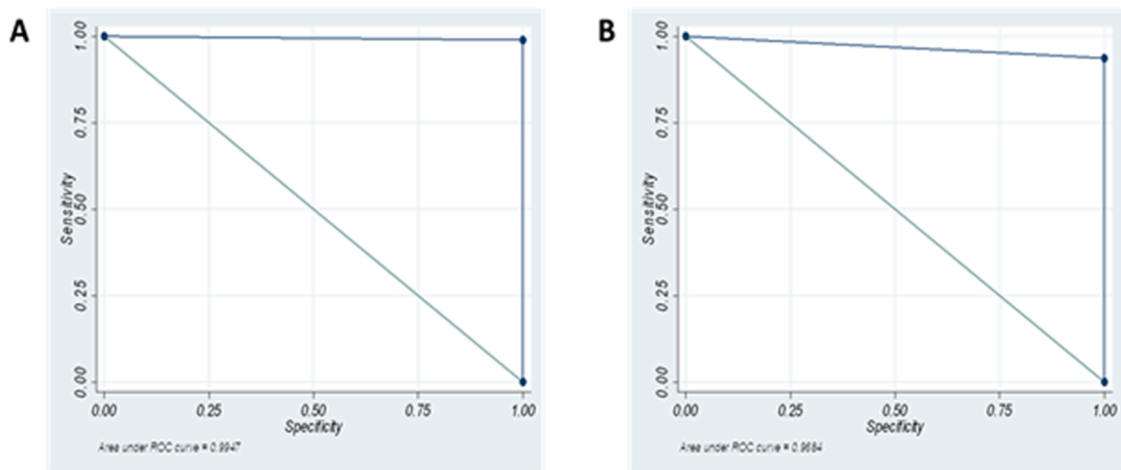 A
1.00
0.75
0.50
0.25
0.00
Sensitivity
0.00 0.25 0.50 0.75 1.00
Specificity
Area under ROC curve = 0.9947
B
1.00
0.75
0.50
0.25
0.00
Sensitivity
0.00 0.25 0.50 0.75 1.00
Specificity
Area under ROC curve = 0.9684